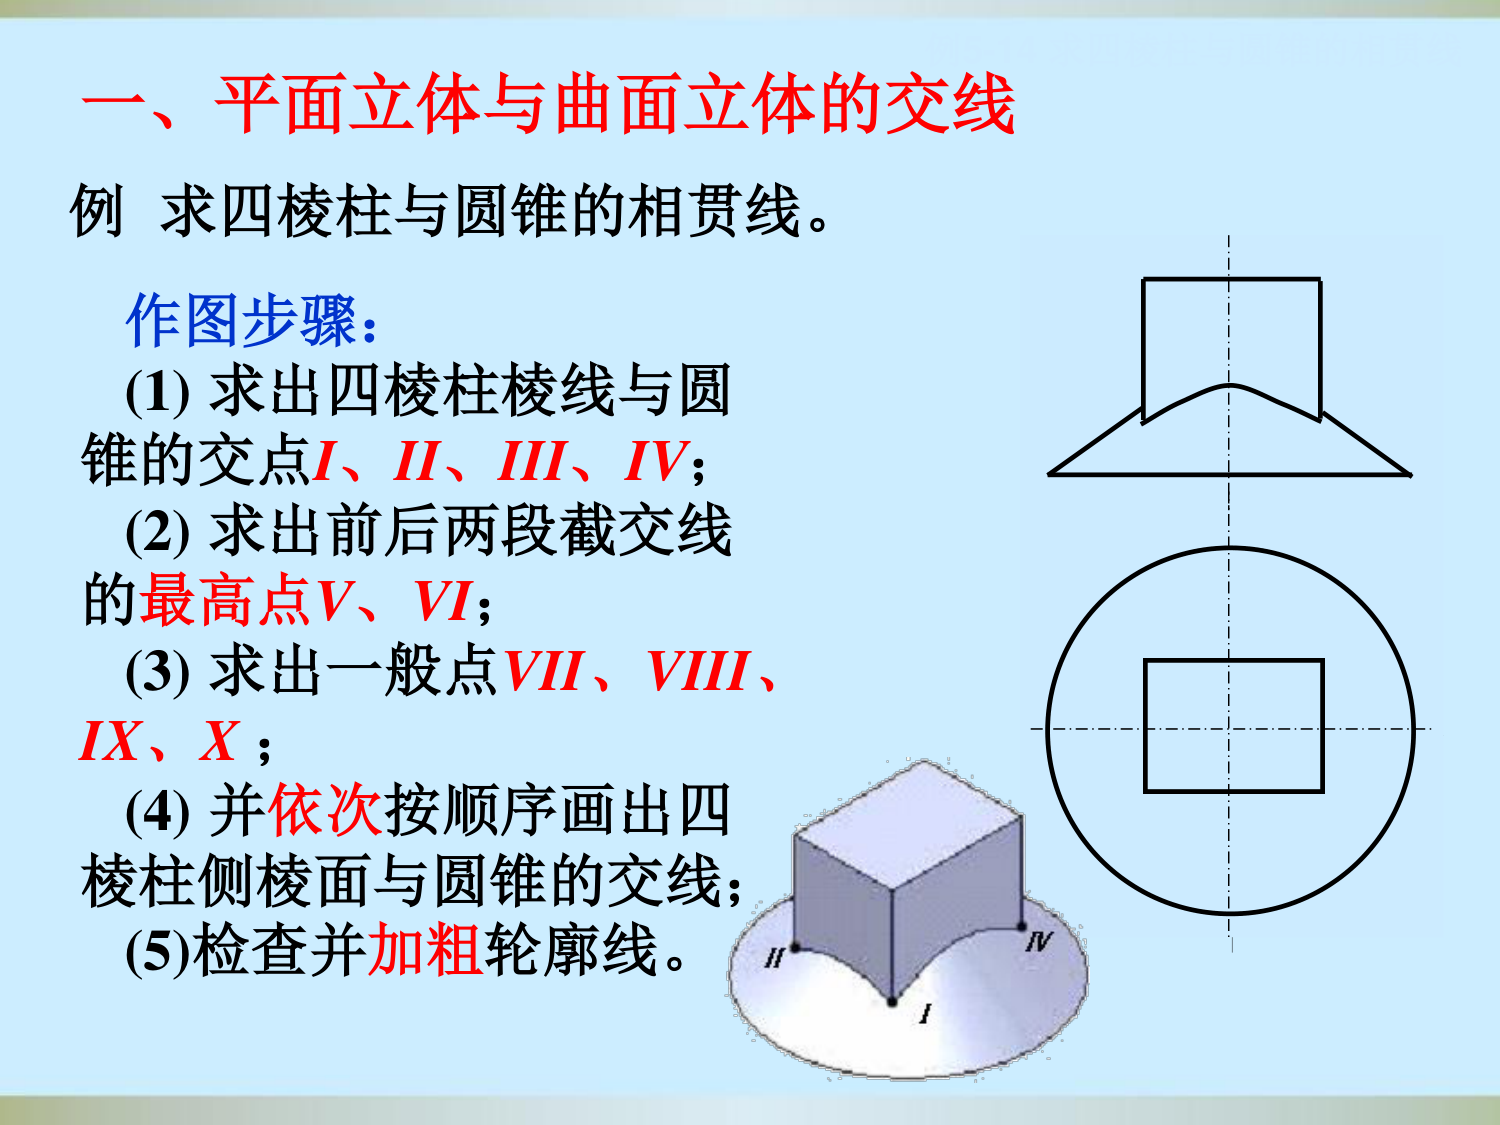 一、平面立体与曲面立体的交线
例 求四棱柱与圆锥的相贯线。
作图步骤：
(1) 求出四棱柱棱线与圆
锥的交点I、II、III、IV；
(2) 求出前后两段截交线
的最高点V、VI；
(3) 求出一般点VII、VIII、
IX、X；
(4) 并依次按顺序画出四
棱柱侧棱面与圆锥的交线；
(5)检查并加粗轮廓线。
II
IV
I